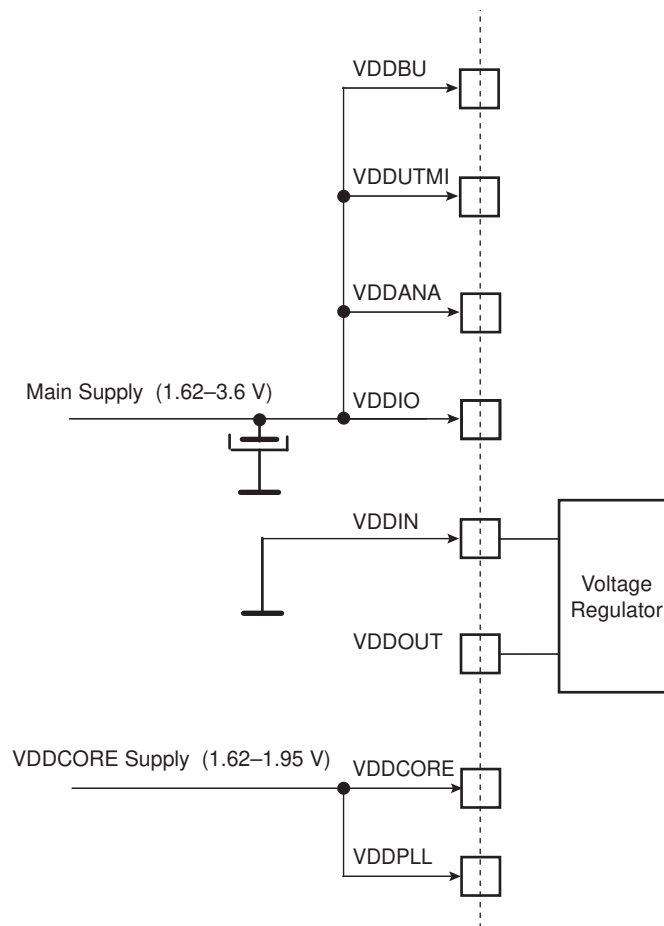 VDDBU
VDDUTMI
VDDANA
Main Supply (1.62–3.6 V)
VDDIO
VDDIN
Voltage
Regulator
VDDOUT
VDDCORE Supply (1.62–1.95 V)
VDDCORE
VDDPLL